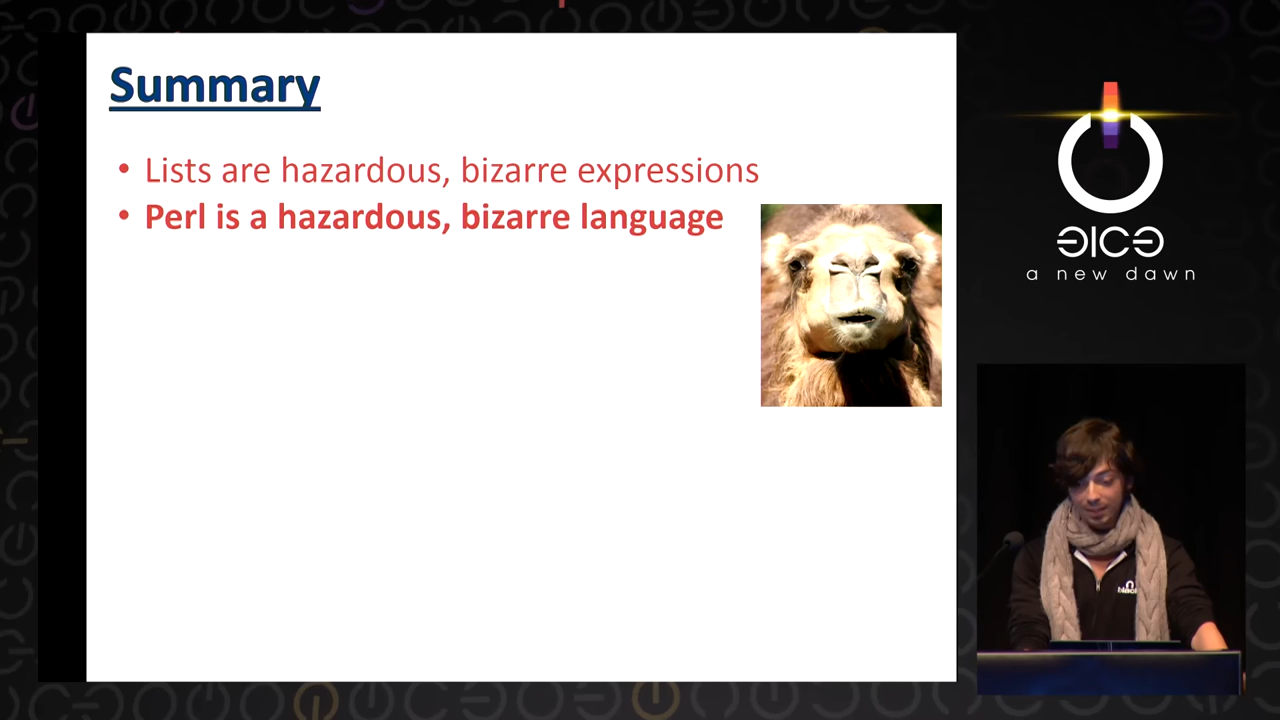 Summary
• Lists are hazardous, bizarre expressions
• Perl is a hazardous, bizarre language
a new dawn